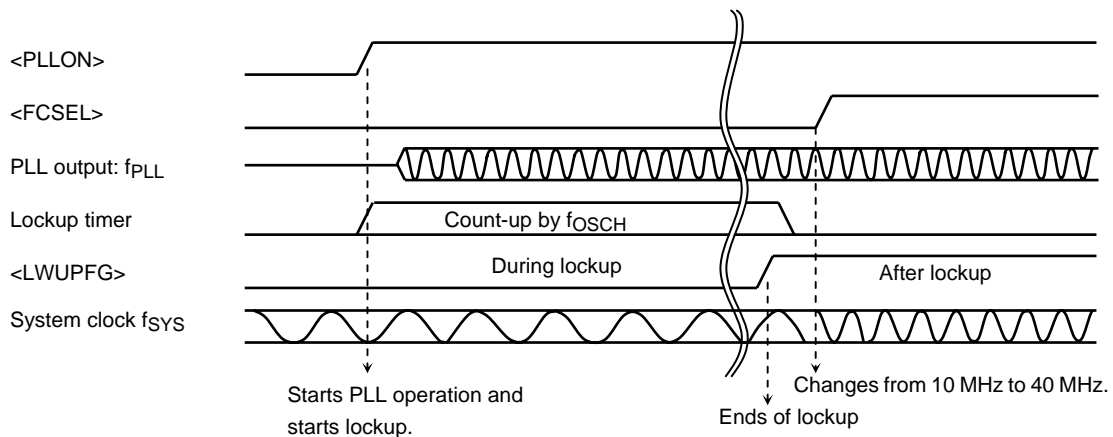 <PLLON>
<FCSEL>
PLL output: fPLL
Lockup timer
Count-up by fOSCH
<LWUPFG>
During lockup
After lockup
System clock fSYS
Starts PLL operation and
starts lockup.
Changes from 10 MHz to 40 MHz.
Ends of lockup